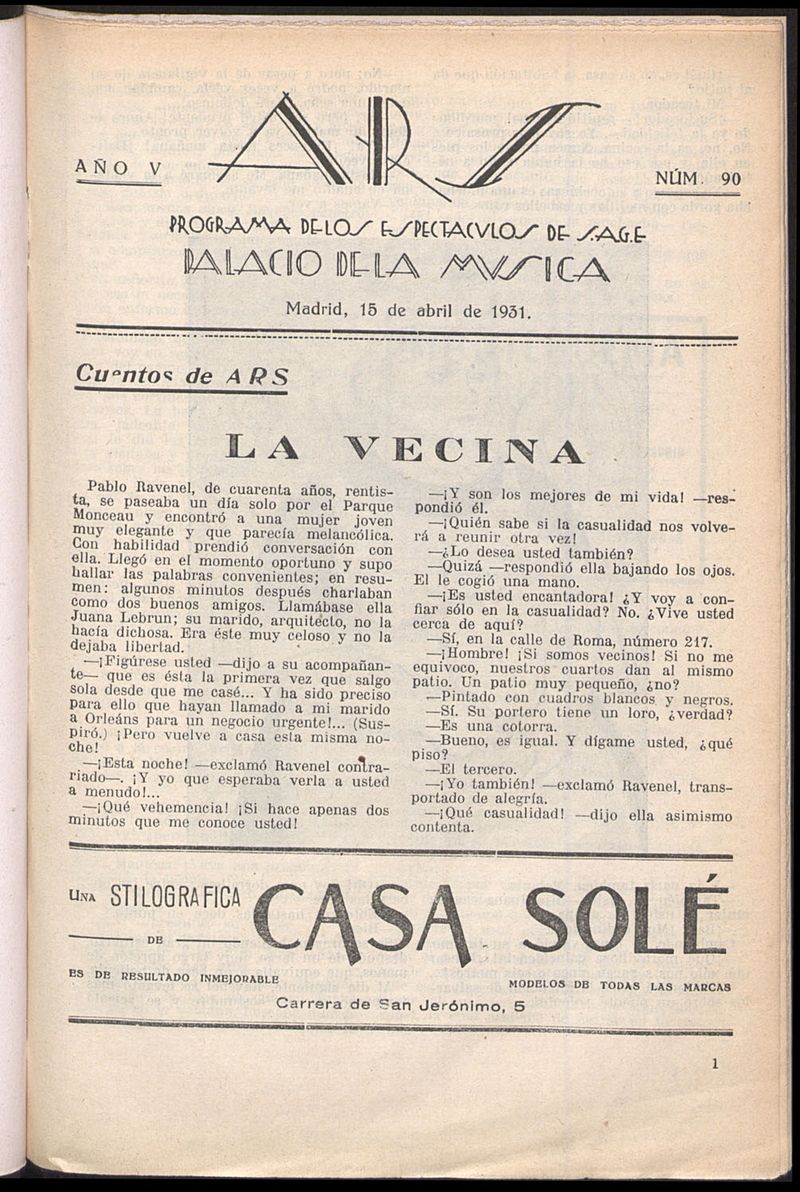 AÑO V
ARS
NÚM. 90
PROGRAMA DE LOS ESPECTACVLOS DE S.A.G.E
PALACIO DE LA MVSICA
Madrid, 15 de abril de 1931.
Cuentos de ARS
LA VECINA
Pablo Ravenel, de cuarenta años, rentis-
ta, se paseaba un día solo por el Parque
Monceau y encontró a una mujer joven
muy elegante y que parecía melancólica.
Con habilidad prendió conversación con
ella. Llegó en el momento oportuno y supo
hallar las palabras convenientes; en resu-
men: algunos minutos después charlaban
como dos buenos amigos. Llamábase ella
Juana Lebrun; su marido, arquitecto, no la
hacía dichosa. Era éste muy celoso y no la
dejaba libertad.
—¡Figúrese usted —dijo a su acompañan-
te— que es ésta la primera vez que salgo
sola desde que me casé... Y ha sido preciso
para ello que hayan llamado a mi marido
a Orleáns para un negocio urgente!... (Sus-
piró.) ¡Pero vuelve a casa esta misma no-
che!
—¡Esta noche! —exclamó Ravenel contra-
riado—. ¡Y yo que esperaba verla a usted
a menudo!...
—¡Qué vehemencia! ¡Si hace apenas dos
minutos que me conoce usted!
—¡Y son los mejores de mi vida! —res-
pondió él.
—¡Quién sabe si la casualidad nos volve-
rá a reunir otra vez!
—¿Lo desea usted también?
—Quizá —respondió ella bajando los ojos.
El le cogió una mano.
—¡Es usted encantadora! ¿Y voy a con-
fiar sólo en la casualidad? No. ¿Vive usted
cerca de aquí?
—Sí, en la calle de Roma, número 217.
—¡Hombre! ¡Si somos vecinos! Si no me
equivoco, nuestros cuartos dan al mismo
patio. Un patio muy pequeño, ¿no?
—Pintado con cuadros blancos y negros.
—Sí. Su portero tiene un loro, ¿verdad?
—Es una cotorra.
—Bueno, es igual. Y dígame usted, ¿qué
piso?
—El tercero.
—¡Yo también! —exclamó Ravenel, trans-
portado de alegría.
—¡Qué casualidad! —dijo ella asimismo
contenta.
UNA STILOGRAFICA
DE
CASA SOLÉ
ES DE RESULTADO INMEJORABLE
MODELOS DE TODAS LAS MARCAS
Carrera de San Jerónimo, 5
1